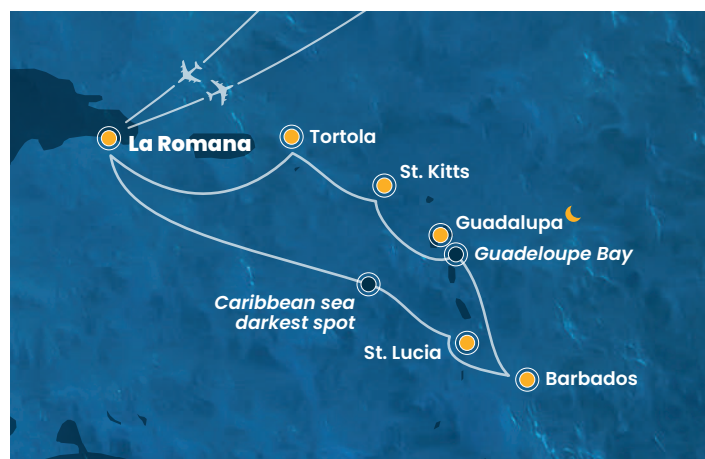 La Romana
Tortola
St. Kitts
Guadalupa
Guadeloupe Bay
Caribbean sea
darkest spot
St. Lucia
Barbados